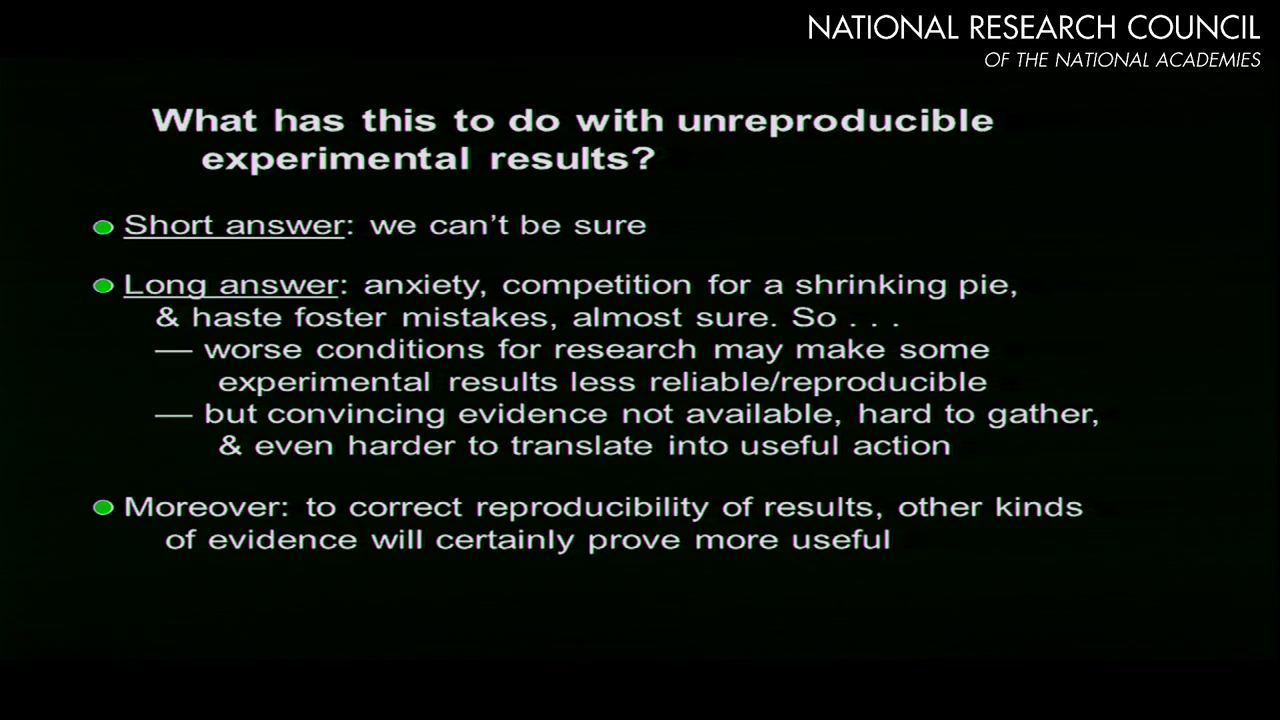 NATIONAL RESEARCH COUNCIL
OF THE NATIONAL ACADEMIES
What has this to do with unreproducible
experimental results?
Short answer: we can't be sure
Long answer: anxiety, competition for a shrinking pie,
& haste foster mistakes, almost sure. So . . .
— worse conditions for research may make some
experimental results less reliable/reproducible
— but convincing evidence not available, hard to gather,
& even harder to translate into useful action
Moreover: to correct reproducibility of results, other kinds
of evidence will certainly prove more useful